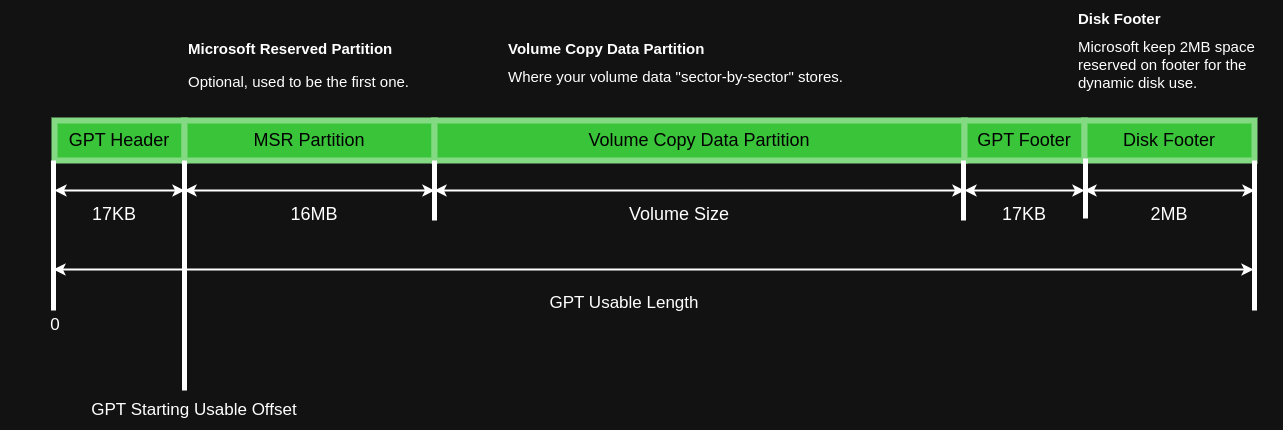 Disk Footer
Microsoft keep 2MB space
reserved on footer for the
dynamic disk use.
Microsoft Reserved Partition
Optional, used to be the first one.
Volume Copy Data Partition
Where your volume data "sector-by-sector" stores.
GPT Header
MSR Partition
Volume Copy Data Partition
GPT Footer
Disk Footer
17KB
16MB
Volume Size
17KB
2MB
GPT Usable Length
0
GPT Starting Usable Offset